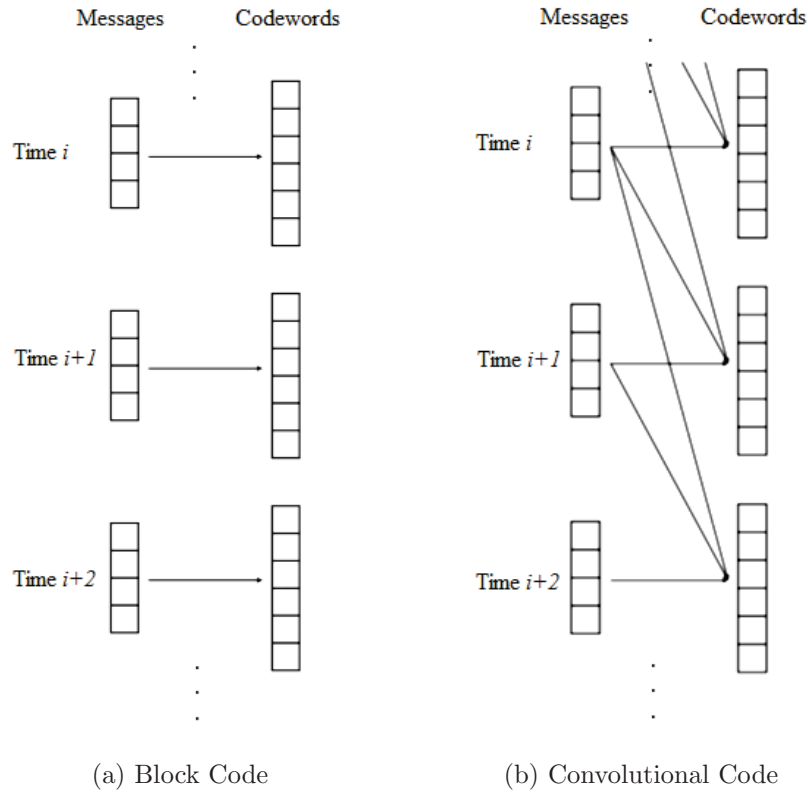 Messages Codewords
Time i
Time i+1
Time i+2
(a) Block Code
Messages Codewords
Time i
Time i+1
Time i+2
(b) Convolutional Code